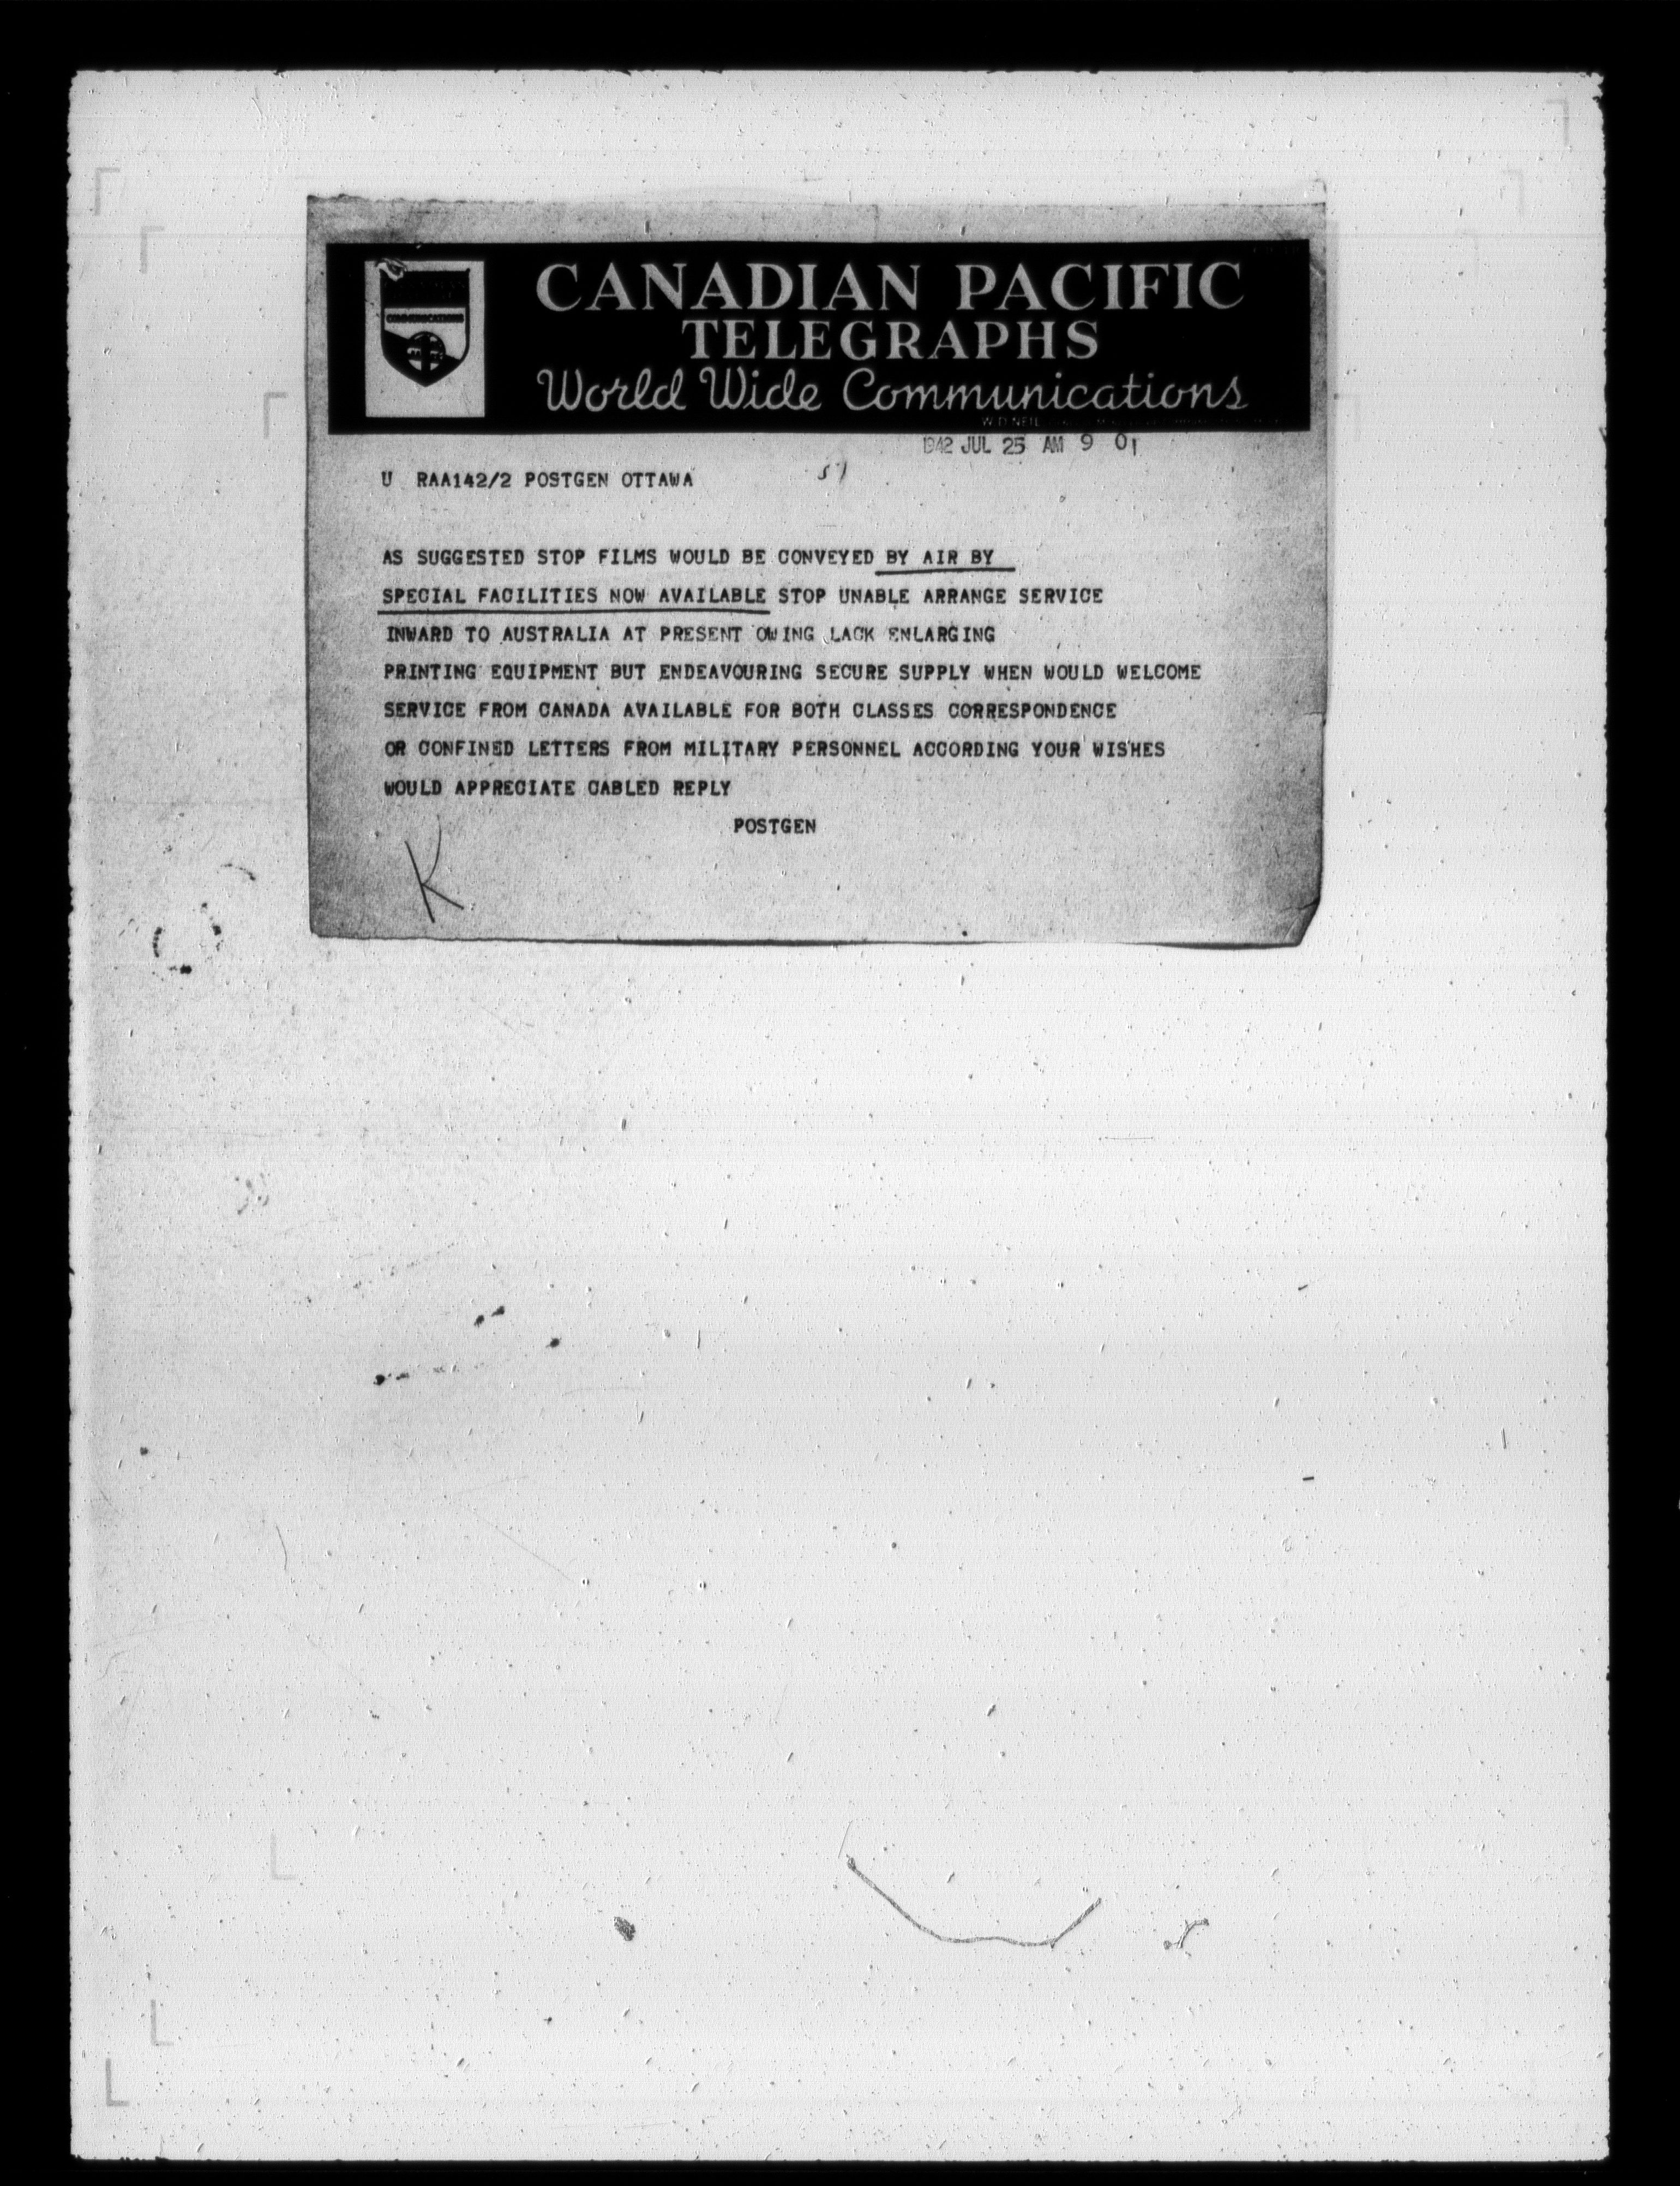 CANADIAN PACIFIC
TELEGRAPHS
World Wide Communications
COMMUNICATIONS
1942 JUL 25 AM 9 01
U RAA142/2 POSTGEN OTTAWA
AS SUGGESTED STOP FILMS WOULD BE CONVEYED BY AIR BY
SPECIAL FACILITIES NOW AVAILABLE STOP UNABLE ARRANGE SERVICE
INWARD TO AUSTRALIA AT PRESENT OWING LACK ENLARGING
PRINTING EQUIPMENT BUT ENDEAVOURING SECURE SUPPLY WHEN WOULD WELCOME
SERVICE FROM CANADA AVAILABLE FOR BOTH CLASSES CORRESPONDENCE
OR CONFINED LETTERS FROM MILITARY PERSONNEL ACCORDING YOUR WISHES
WOULD APPRECIATE CABLED REPLY
POSTGEN
K